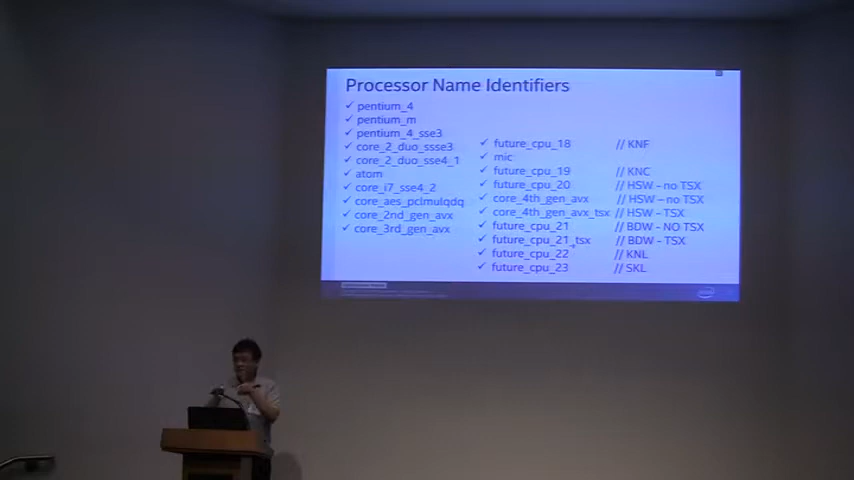 Processor Name Identifiers
✓ pentium_4
✓ pentium_m
✓ pentium_4_sse3
✓ core_2_duo_ssse3
✓ core_2_duo_sse4_1
✓ atom
✓ core_i7_sse4_2
✓ core_aes_pclmulqdq
✓ core_2nd_gen_avx
✓ core_3rd_gen_avx
✓ future_cpu_18 // KNF
✓ mic
✓ future_cpu_19 // KNC
✓ future_cpu_20 // HSW – no TSX
✓ core_4th_gen_avx // HSW – no TSX
✓ core_4th_gen_avx_tsx // HSW - TSX
✓ future_cpu_21 // BDW - NO TSX
✓ future_cpu_21_tsx // BDW - TSX
✓ future_cpu_22 // KNL
✓ future_cpu_23 // SKL
intel